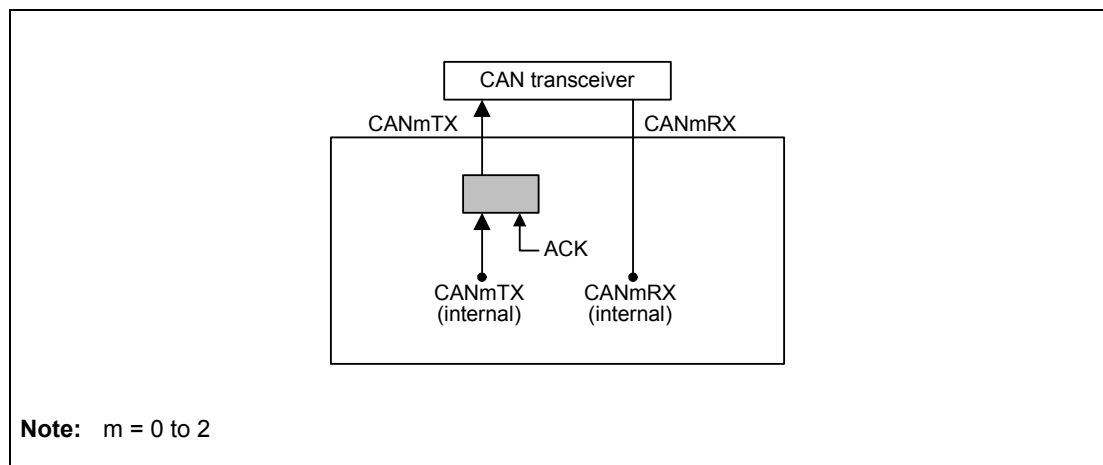 CAN transceiver
CANmTX
CANmRX
ACK
CANmTX
(internal)
CANmRX
(internal)
Note: m = 0 to 2